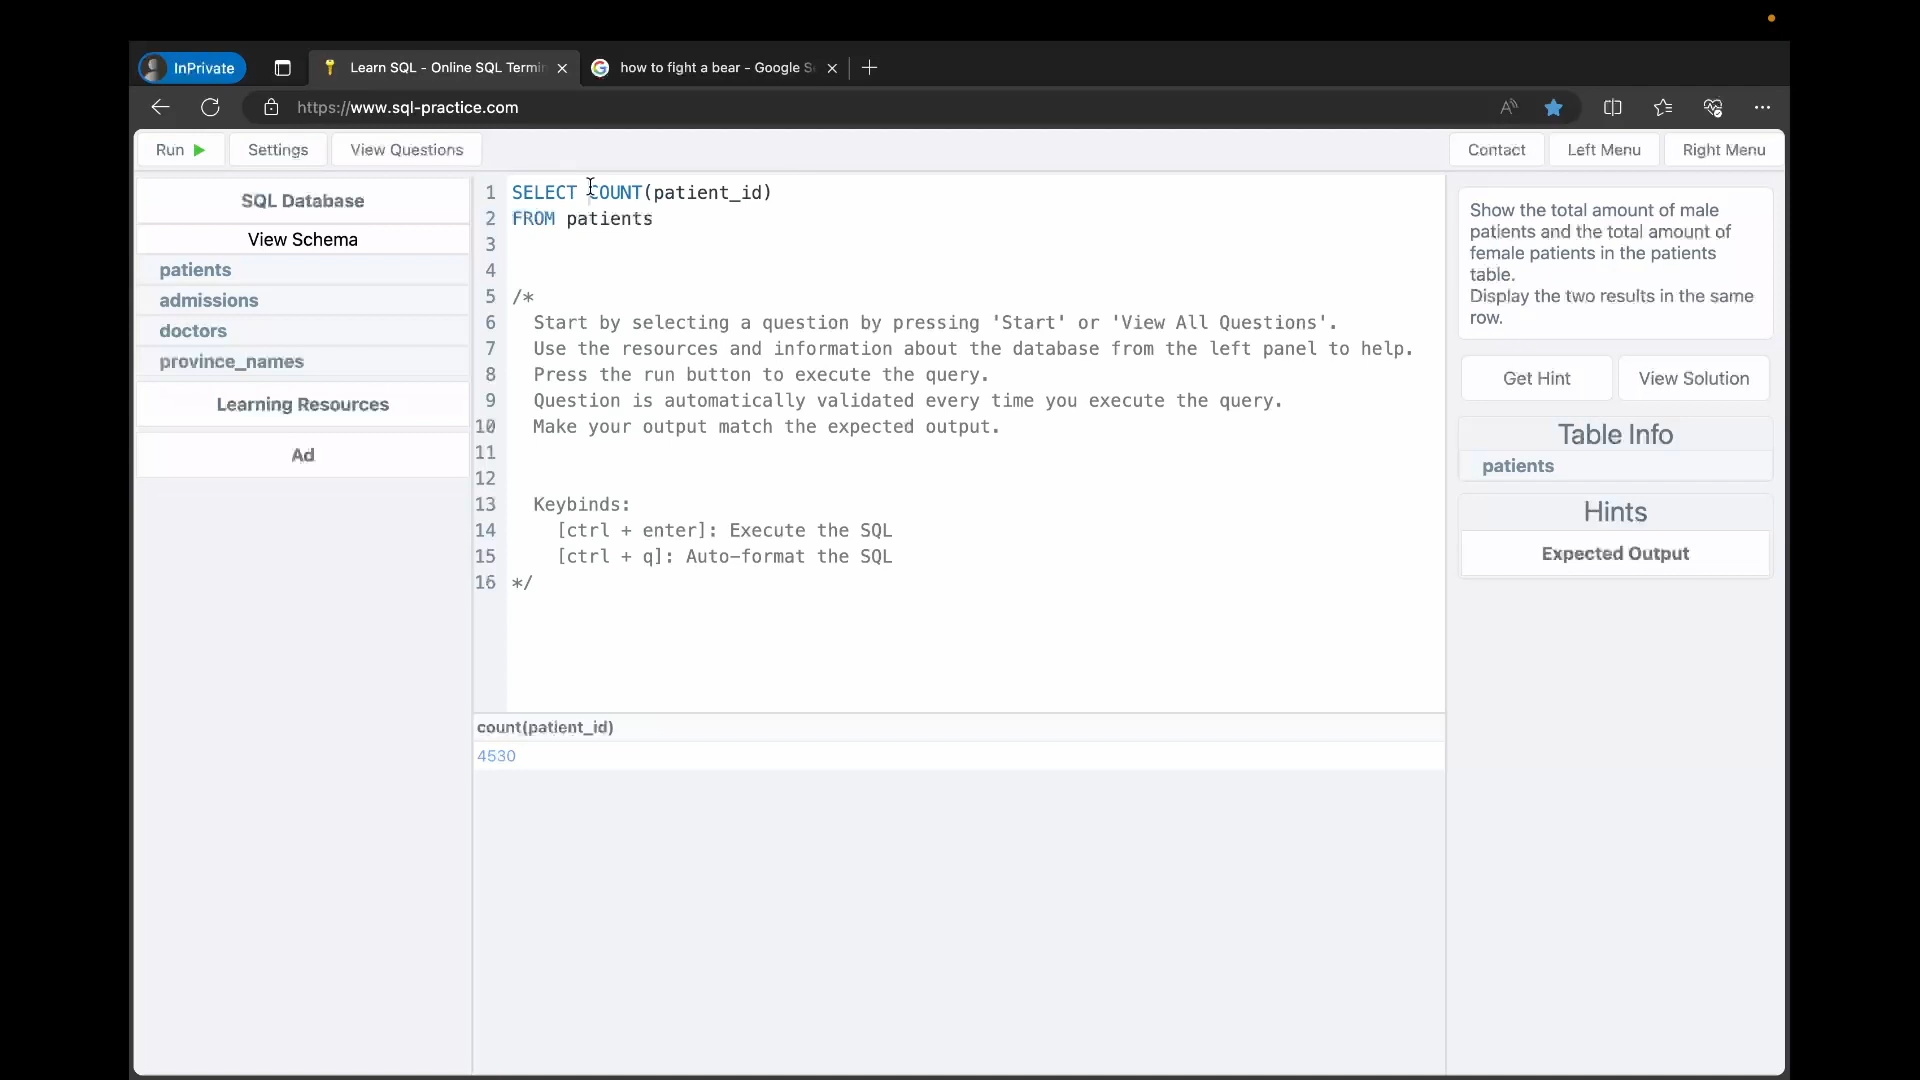 InPrivate
Learn SQL - Online SQL Termin
how to fight a bear - Google S
https://www.sql-practice.com
Run
Settings
View Questions
Contact
Left Menu
Right Menu
SQL Database
View Schema
patients
admissions
doctors
province_names
Learning Resources
Ad
1 SELECT COUNT(patient_id)
2 FROM patients
3
4
5 /*
6 Start by selecting a question by pressing 'Start' or 'View All Questions'.
7 Use the resources and information about the database from the left panel to help.
8 Press the run button to execute the query.
9 Question is automatically validated every time you execute the query.
10 Make your output match the expected output.
11
12
13 Keybinds:
14 [ctrl + enter]: Execute the SQL
15 [ctrl + q]: Auto-format the SQL
16 */
count(patient_id)
4530
Show the total amount of male
patients and the total amount of
female patients in the patients
table.
Display the two results in the same
row.
Get Hint
View Solution
Table Info
patients
Hints
Expected Output